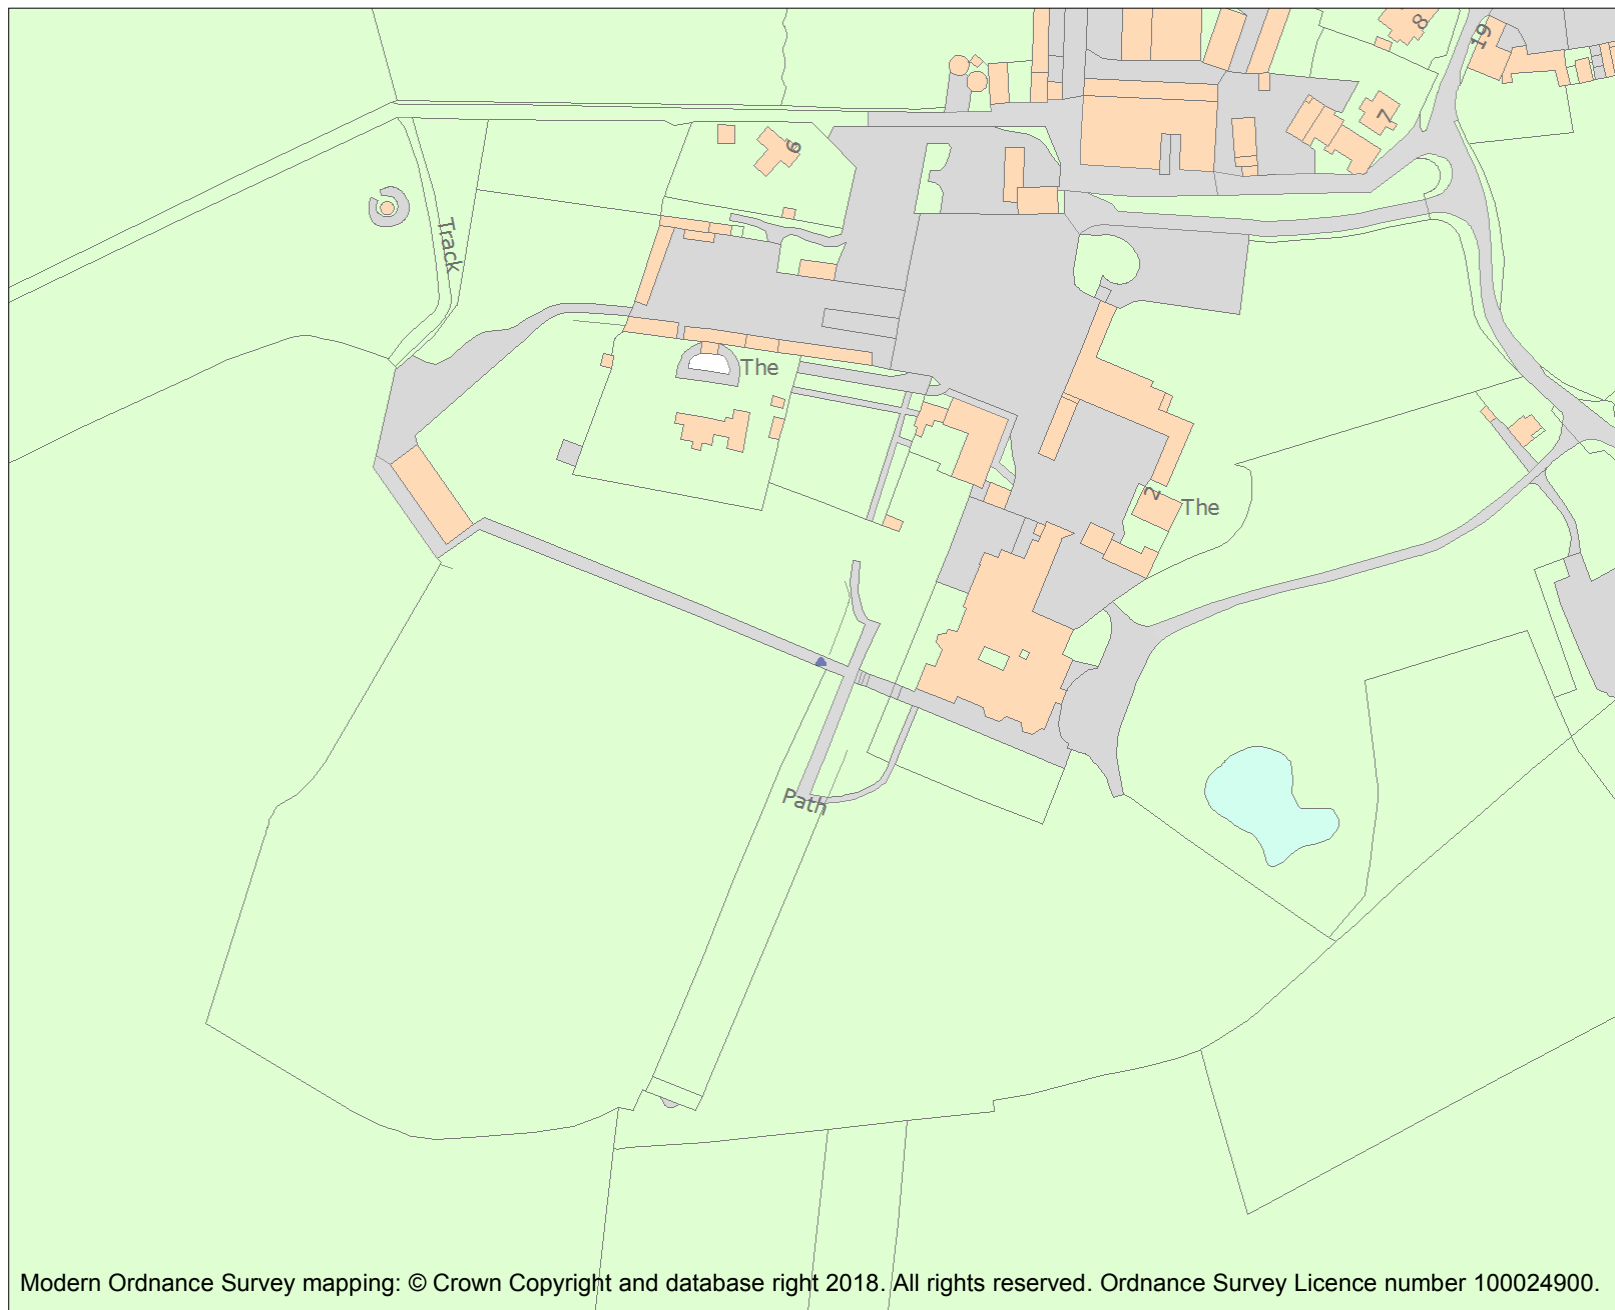 8
19
7
6
Track
The
2
The
Path
Modern Ordnance Survey mapping: © Crown Copyright and database right 2018. All rights reserved. Ordnance Survey Licence number 100024900.